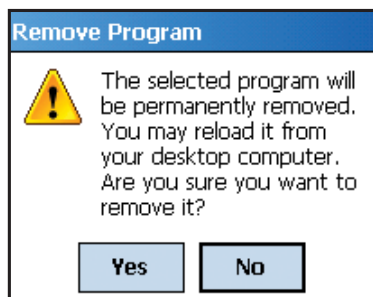 Remove Program
The selected program will
be permanently removed.
You may reload it from
your desktop computer.
Are you sure you want to
remove it?
Yes No